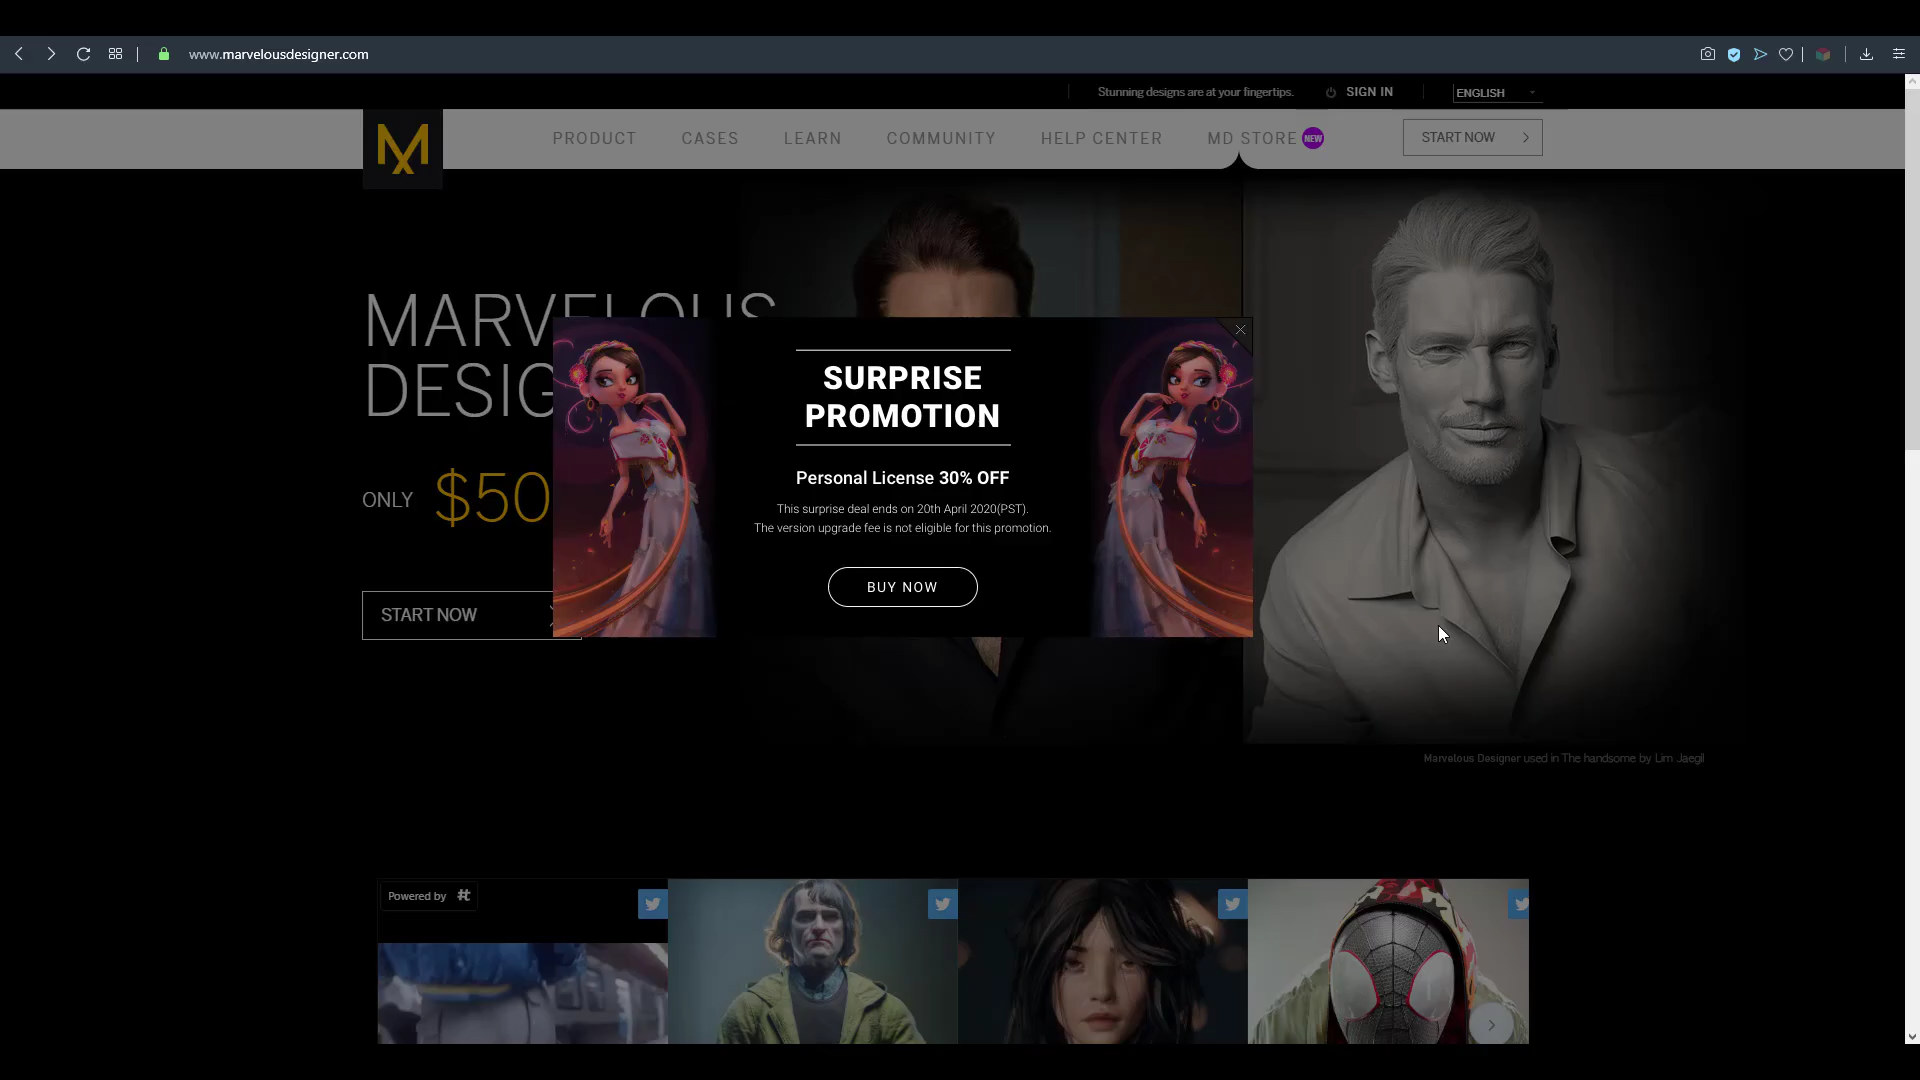 www.marvelousdesigner.com
Stunning designs are at your fingertips.
SIGN IN
ENGLISH
PRODUCT
CASES
LEARN
COMMUNITY
HELP CENTER
MD STORE
NEW
START NOW
MARVELOUS
DESIG
ONLY $50
START NOW
SURPRISE
PROMOTION
Personal License 30% OFF
This surprise deal ends on 20th April 2020(PST).
The version upgrade fee is not eligible for this promotion.
BUY NOW
Marvelous Designer used in The handsome by Lim Jaegil
Powered by